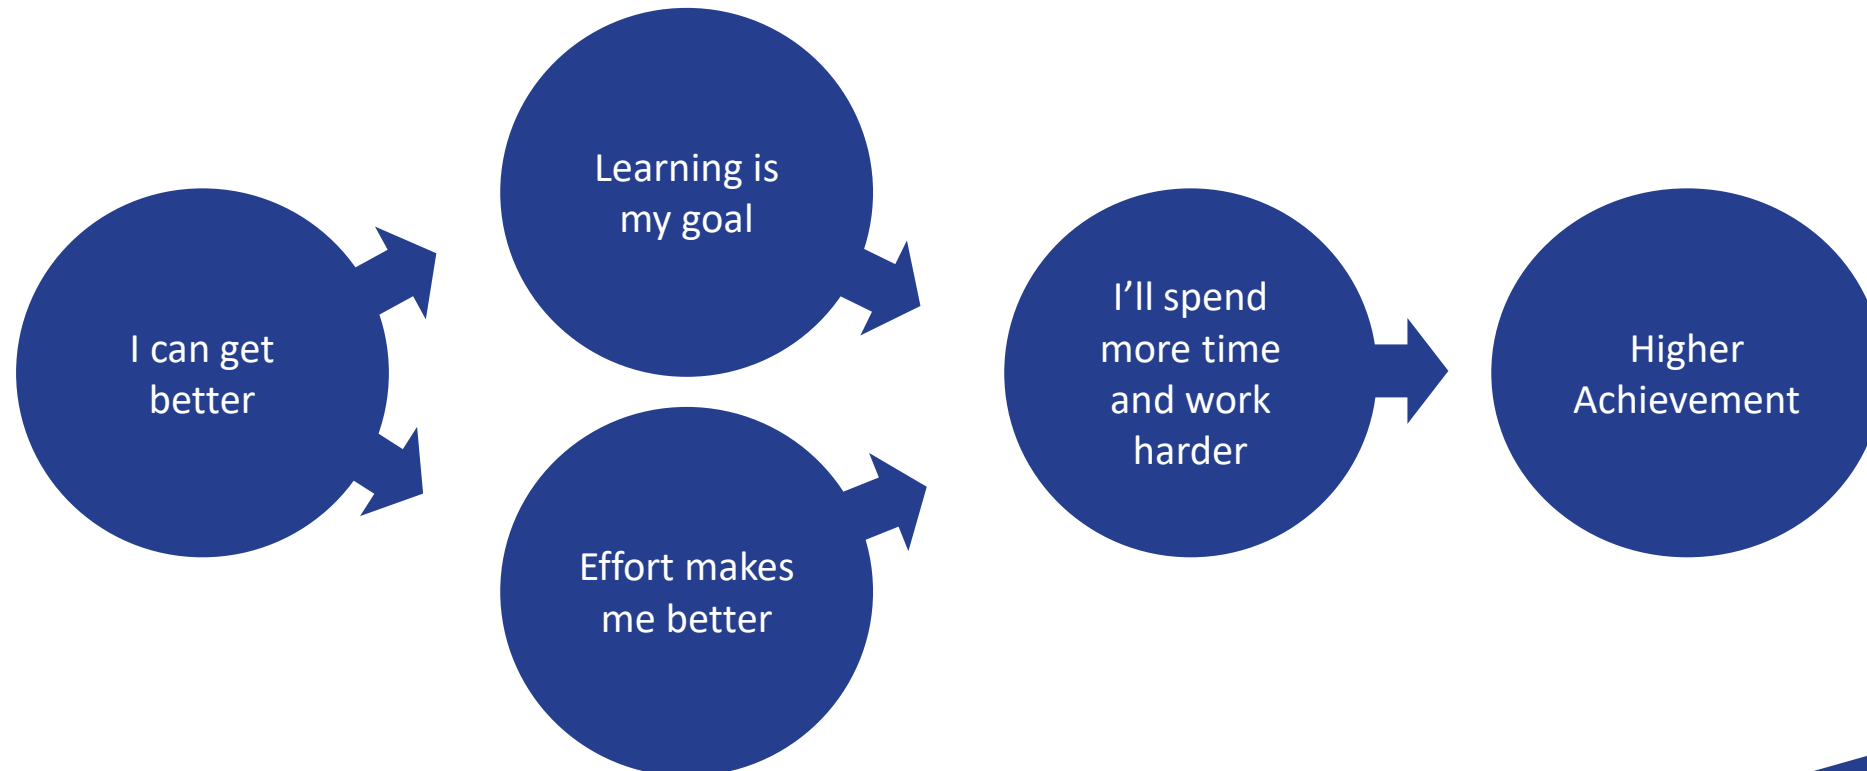 I can get
better
Learning is
my goal
Effort makes
me better
I’ll spend
more time
and work
harder
Higher
Achievement